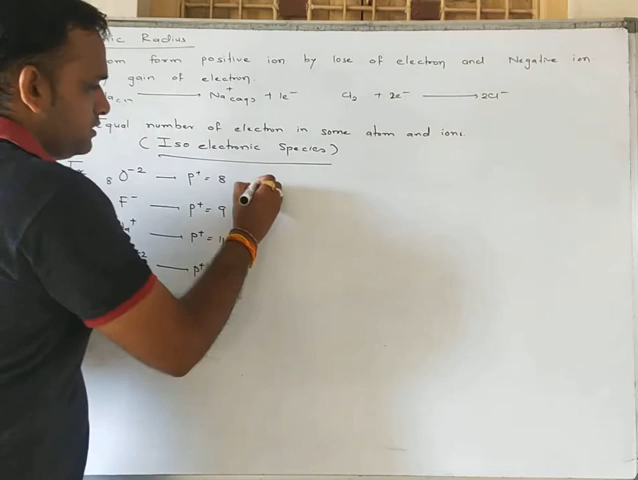 Radius
form positive ion by lose of electron and Negative ion
gain of electron.
⟶ Na⁺(aq) + 1e⁻ Cl₂ + 2e⁻ ⟶ 2Cl⁻
number of electron in some atom and ions.
( Iso electronic Species )
₈O⁻² ⟶ p⁺ = 8
F⁻ ⟶ p⁺ = 9
⟶ p⁺ = 11
⟶ p⁺